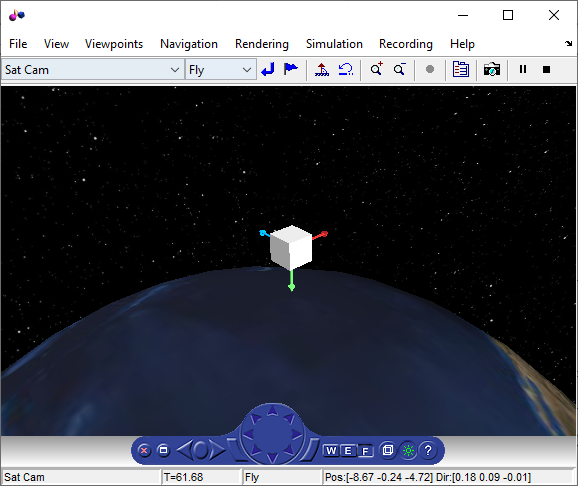 File View Viewpoints Navigation Rendering Simulation Recording Help
Sat Cam Fly
W E F ?
Sat Cam T=61.68 Fly Pos:[-8.67 -0.24 -4.72] Dir:[0.18 0.09 -0.01]